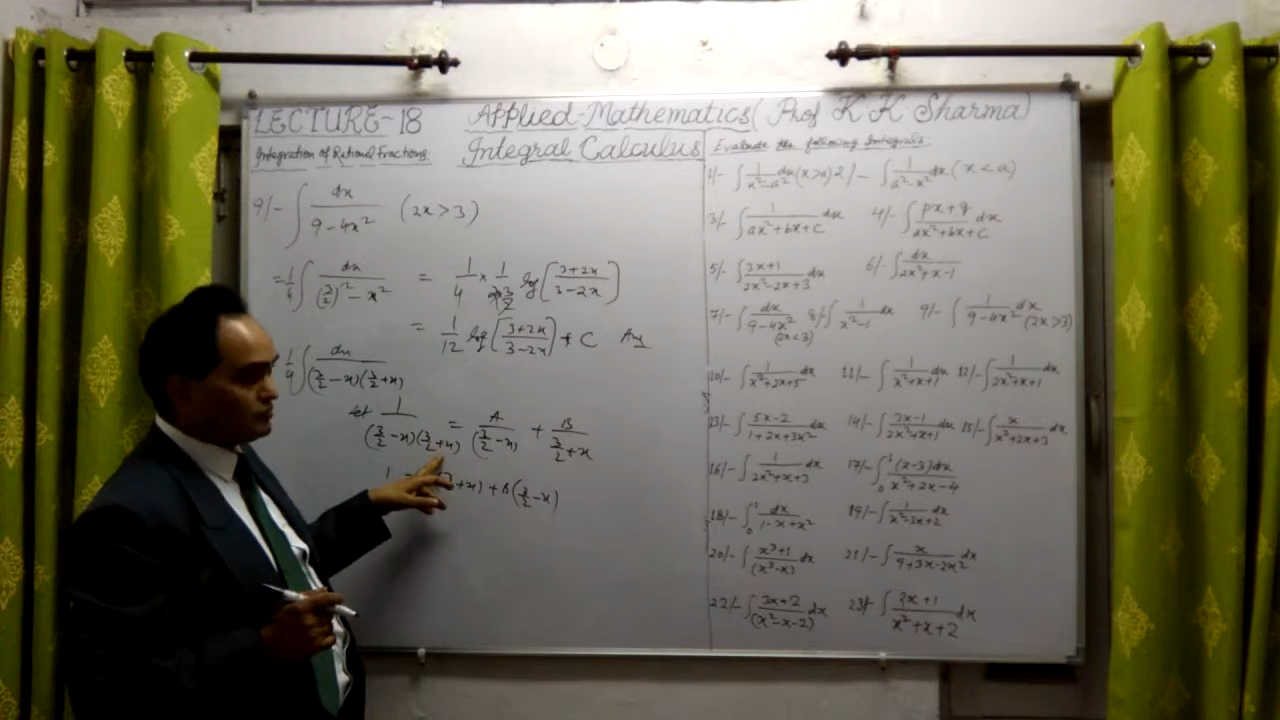 LECTURE-18 Applied-Mathematics ( Prof K K Sharma)
Integration of Rational Fractions. Integral Calculus
9/- ∫ dx / (9-4x²) (2x>3)
= 1/4 ∫ dx / ((3/2)² - x²) = 1/4 × 1/(2×3/2) log[(3+2x)/(3-2x)]
= 1/12 log[(3+2x)/(3-2x)] + C Ans
1/4 ∫ dx / ((3/2 - x)(3/2 + x))
let 1 / ((3/2 - x)(3/2 + x)) = A/(3/2 - x) + B/(3/2 + x)
1 = +x) + B(3/2 - x)
Evaluate the following Integrals:
1/- ∫ 1/(x²-a²) dx (x>a) 2/- ∫ 1/(a²-x²) dx (x<a)
3/- ∫ 1/(ax²+bx+c) dx 4/- ∫ (px+q)/(ax²+bx+c) dx
5/- ∫ (3x+1)/(2x²-2x+3) dx 6/- ∫ dx/(2x²+x-1)
7/- ∫ dx/(9-4x²) (2x<3) 8/- ∫ 1/(x²-1) dx 9/- ∫ 1/(9-4x²) dx (2x>3)
10/- ∫ 1/(x²+2x+5) dx 11/- ∫ 1/(x²+x+1) dx 12/- ∫ 1/(2x²+x+1) dx
13/- ∫ (5x-2)/(1+2x+3x²) dx 14/- ∫ (3x-1)/(2x²+x+1) dx 15/- ∫ x/(x²+2x+3) dx
16/- ∫ 1/(2x²+x+3) dx 17/- ∫₀¹ (x-3)dx/(x²+2x-4)
18/- ∫₀¹ dx/(1-x+x²) 19/- ∫ 1/(x²-3x+2) dx
20/- ∫ (x³+1)/(x³-x) dx 21/- ∫ x/(9+3x-2x²) dx
22/- ∫ (3x+2)/(x²-x-2) dx 23/- ∫ (2x+1)/(x²+x+2) dx